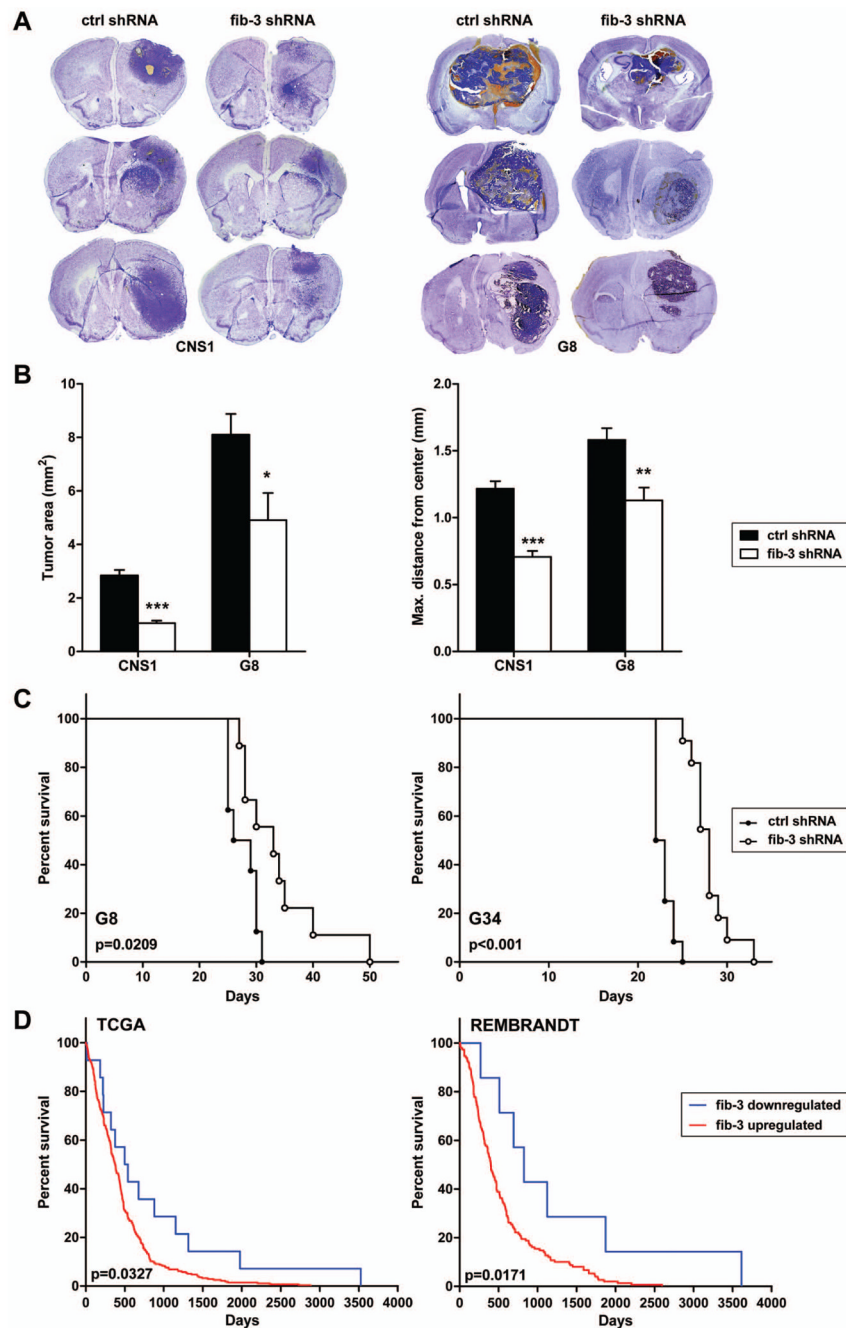 A
ctrl shRNA fib-3 shRNA ctrl shRNA fib-3 shRNA
CNS1 G8
B
Tumor area (mm²)
10
8
6
4
2
0
***
*
CNS1 G8
Max. distance from center (mm)
2.0
1.5
1.0
0.5
0.0
***
**
CNS1 G8
ctrl shRNA
fib-3 shRNA
C
Percent survival
100
80
60
40
20
0
G8
p=0.0209
0 10 20 30 40 50
Days
Percent survival
100
80
60
40
20
0
G34
p<0.001
0 10 20 30
Days
ctrl shRNA
fib-3 shRNA
D
TCGA
Percent survival
100
80
60
40
20
0
p=0.0327
0 500 1000 1500 2000 2500 3000 3500 4000
Days
REMBRANDT
Percent survival
100
80
60
40
20
0
p=0.0171
0 500 1000 1500 2000 2500 3000 3500 4000
Days
fib-3 downregulated
fib-3 upregulated